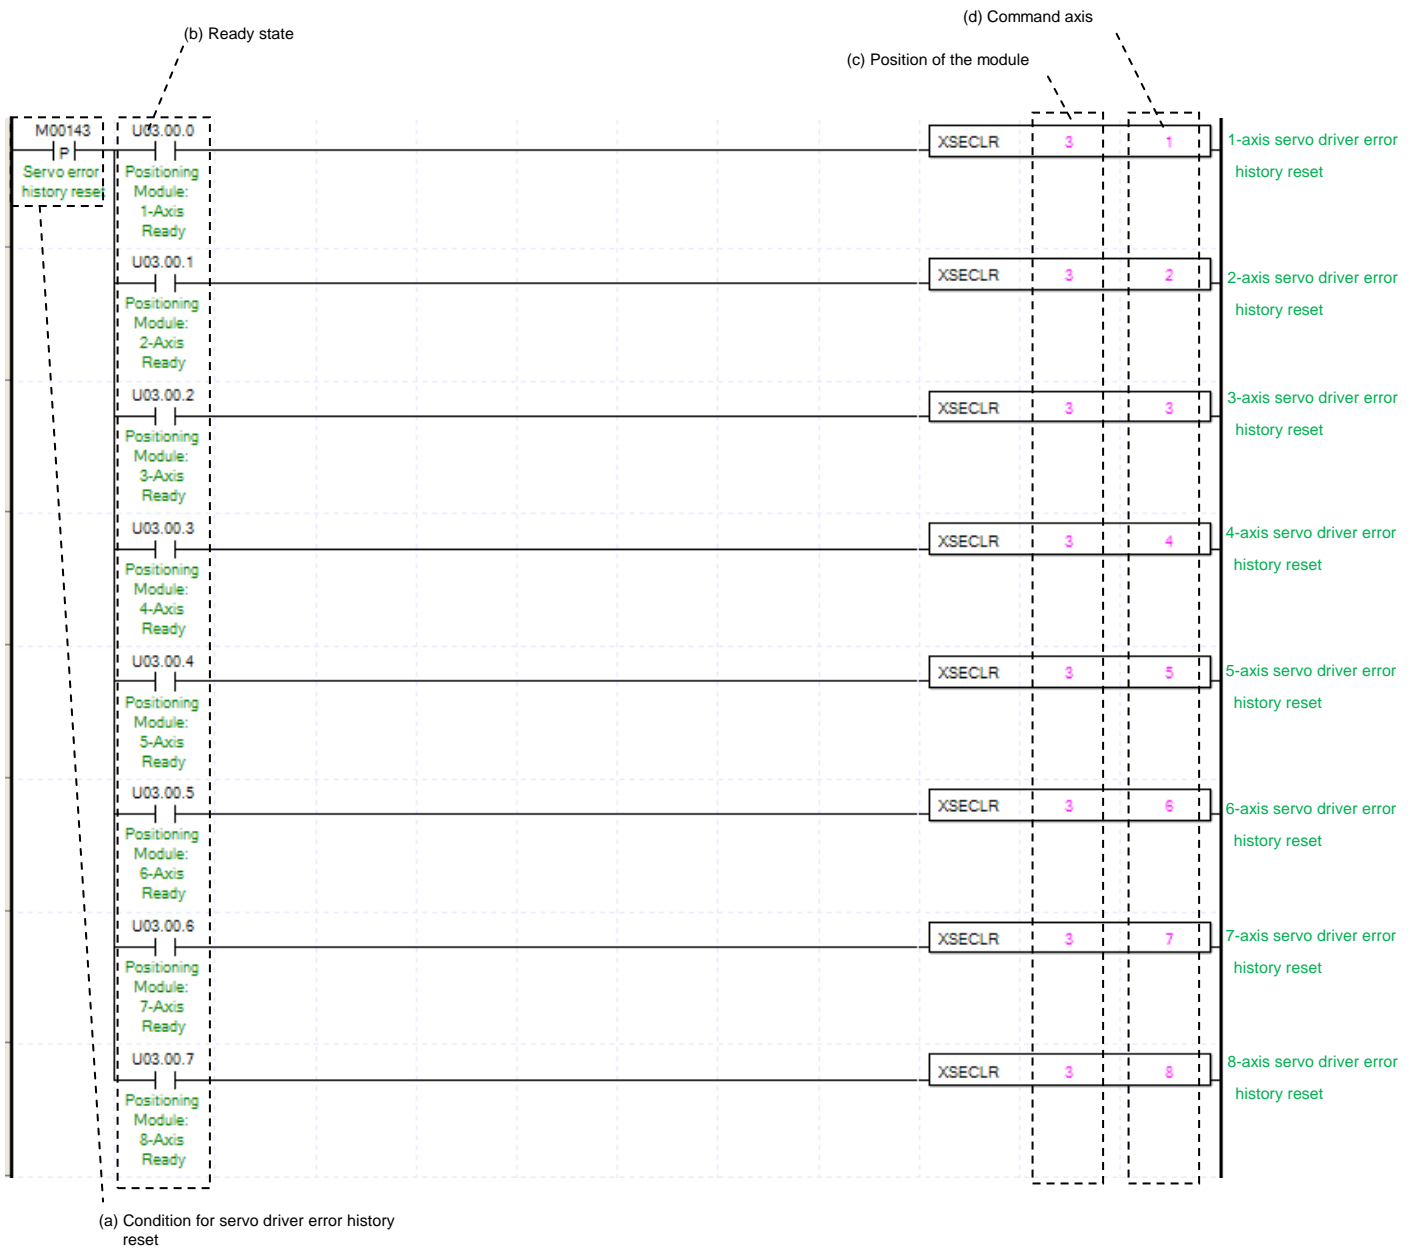 (d) Command axis
(b) Ready state
(c) Position of the module
M00143
P
Servo error
history reset
U03.00.0
Positioning
Module:
1-Axis
Ready
XSECLR 3 1
1-axis servo driver error
history reset
U03.00.1
Positioning
Module:
2-Axis
Ready
XSECLR 3 2
2-axis servo driver error
history reset
U03.00.2
Positioning
Module:
3-Axis
Ready
XSECLR 3 3
3-axis servo driver error
history reset
U03.00.3
Positioning
Module:
4-Axis
Ready
XSECLR 3 4
4-axis servo driver error
history reset
U03.00.4
Positioning
Module:
5-Axis
Ready
XSECLR 3 5
5-axis servo driver error
history reset
U03.00.5
Positioning
Module:
6-Axis
Ready
XSECLR 3 6
6-axis servo driver error
history reset
U03.00.6
Positioning
Module:
7-Axis
Ready
XSECLR 3 7
7-axis servo driver error
history reset
U03.00.7
Positioning
Module:
8-Axis
Ready
XSECLR 3 8
8-axis servo driver error
history reset
(a) Condition for servo driver error history
reset